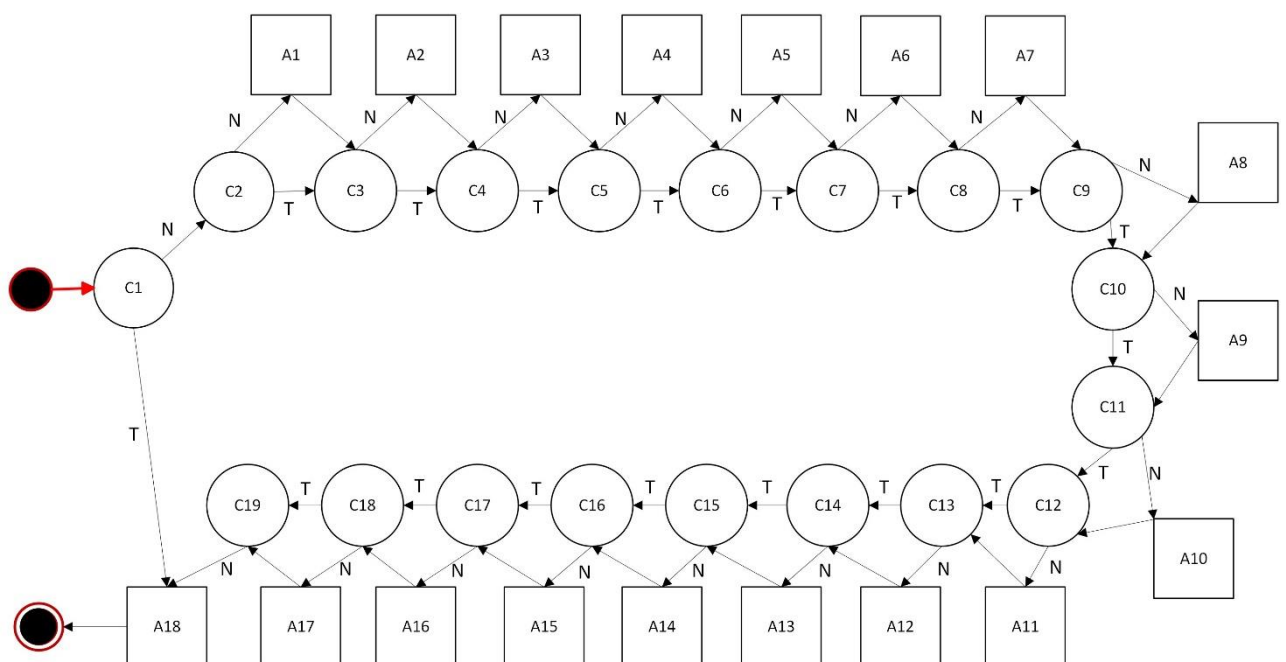 A1 A2 A3 A4 A5 A6 A7
N N N N N N N
A8
N
C2 C3 C4 C5 C6 C7 C8 C9
T T T T T T T
N
T
C1
C10
N
T
A9
C11
T
T
N
C19 T C18 T C17 T C16 T C15 T C14 T C13 T C12
A10
N N N N N N N N
A18 A17 A16 A15 A14 A13 A12 A11